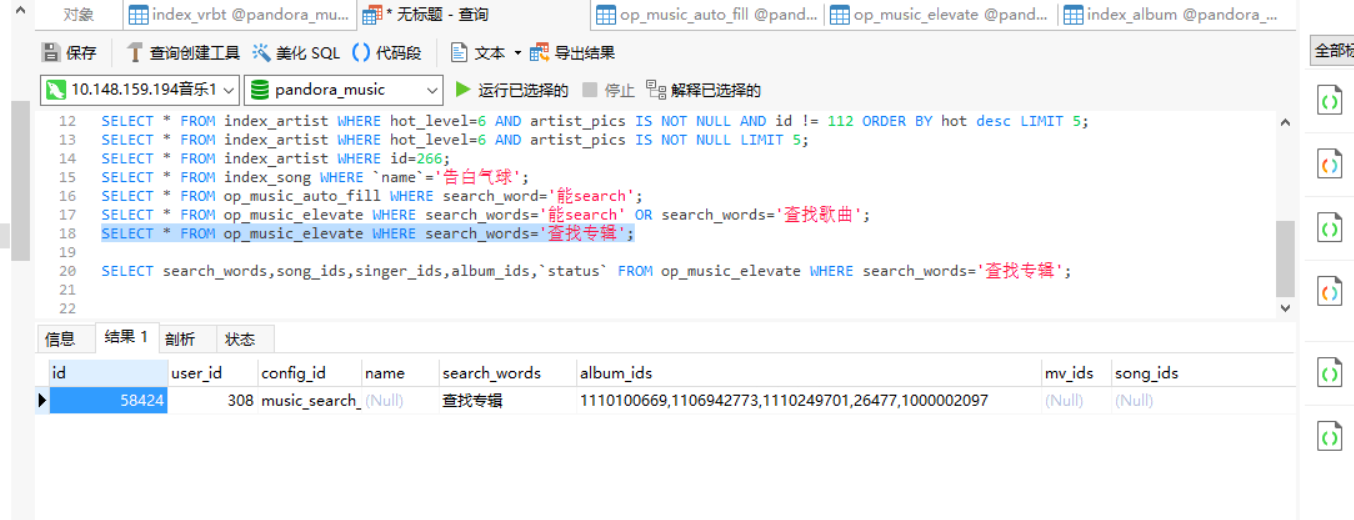 对象 index_vrbt @pandora_mu... * 无标题 - 查询 op_music_auto_fill @pand... op_music_elevate @pand... index_album @pandora_...
保存 查询创建工具 美化 SQL () 代码段 文本 导出结果 全部标
10.148.159.194音乐1 pandora_music 运行已选择的 停止 解释已选择的
12 SELECT * FROM index_artist WHERE hot_level=6 AND artist_pics IS NOT NULL AND id != 112 ORDER BY hot desc LIMIT 5;
13 SELECT * FROM index_artist WHERE hot_level=6 AND artist_pics IS NOT NULL LIMIT 5;
14 SELECT * FROM index_artist WHERE id=266;
15 SELECT * FROM index_song WHERE `name`='告白气球';
16 SELECT * FROM op_music_auto_fill WHERE search_word='能search';
17 SELECT * FROM op_music_elevate WHERE search_words='能search' OR search_words='查找歌曲';
18 SELECT * FROM op_music_elevate WHERE search_words='查找专辑';
19
20 SELECT search_words,song_ids,singer_ids,album_ids,`status` FROM op_music_elevate WHERE search_words='查找专辑';
21
22
信息 结果 1 剖析 状态
id user_id config_id name search_words album_ids mv_ids song_ids
58424 308 music_search_ (Null) 查找专辑 1110100669,1106942773,1110249701,26477,1000002097 (Null) (Null)